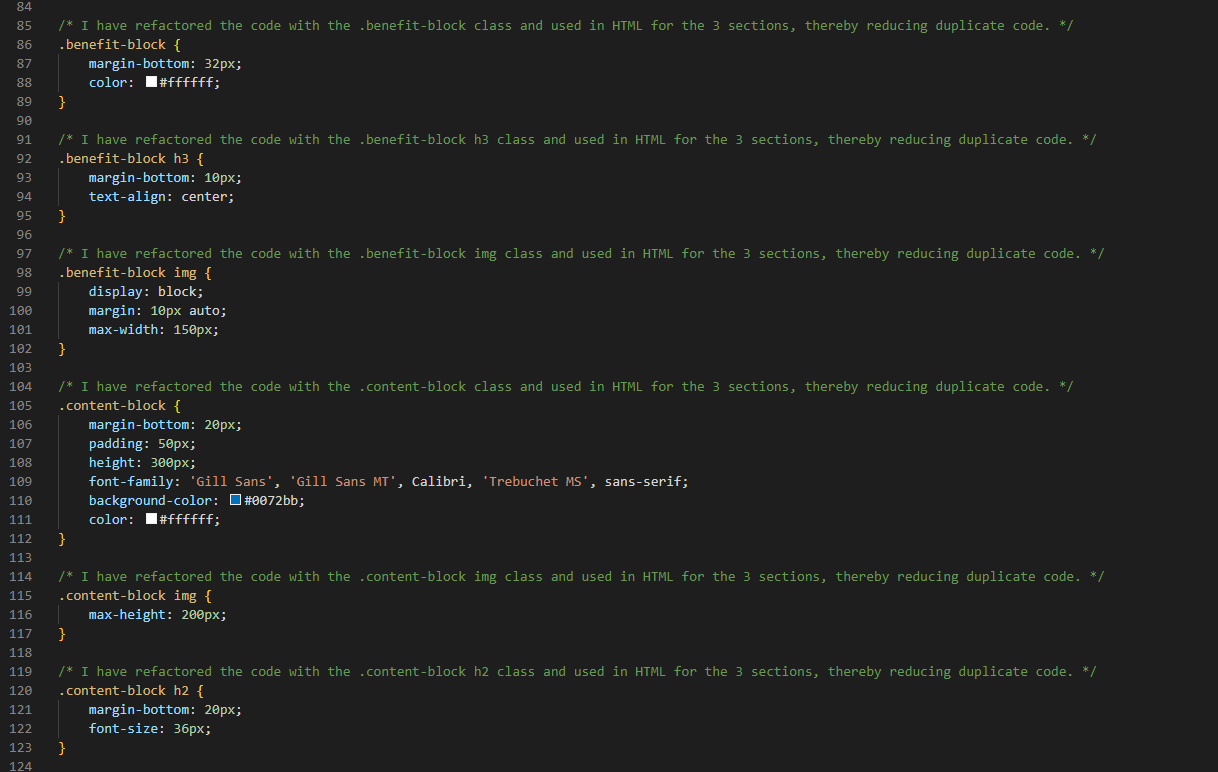 84
85 /* I have refactored the code with the .benefit-block class and used in HTML for the 3 sections, thereby reducing duplicate code. */
86 .benefit-block {
87 margin-bottom: 32px;
88 color: #ffffff;
89 }
90
91 /* I have refactored the code with the .benefit-block h3 class and used in HTML for the 3 sections, thereby reducing duplicate code. */
92 .benefit-block h3 {
93 margin-bottom: 10px;
94 text-align: center;
95 }
96
97 /* I have refactored the code with the .benefit-block img class and used in HTML for the 3 sections, thereby reducing duplicate code. */
98 .benefit-block img {
99 display: block;
100 margin: 10px auto;
101 max-width: 150px;
102 }
103
104 /* I have refactored the code with the .content-block class and used in HTML for the 3 sections, thereby reducing duplicate code. */
105 .content-block {
106 margin-bottom: 20px;
107 padding: 50px;
108 height: 300px;
109 font-family: 'Gill Sans', 'Gill Sans MT', Calibri, 'Trebuchet MS', sans-serif;
110 background-color: #0072bb;
111 color: #ffffff;
112 }
113
114 /* I have refactored the code with the .content-block img class and used in HTML for the 3 sections, thereby reducing duplicate code. */
115 .content-block img {
116 max-height: 200px;
117 }
118
119 /* I have refactored the code with the .content-block h2 class and used in HTML for the 3 sections, thereby reducing duplicate code. */
120 .content-block h2 {
121 margin-bottom: 20px;
122 font-size: 36px;
123 }
124